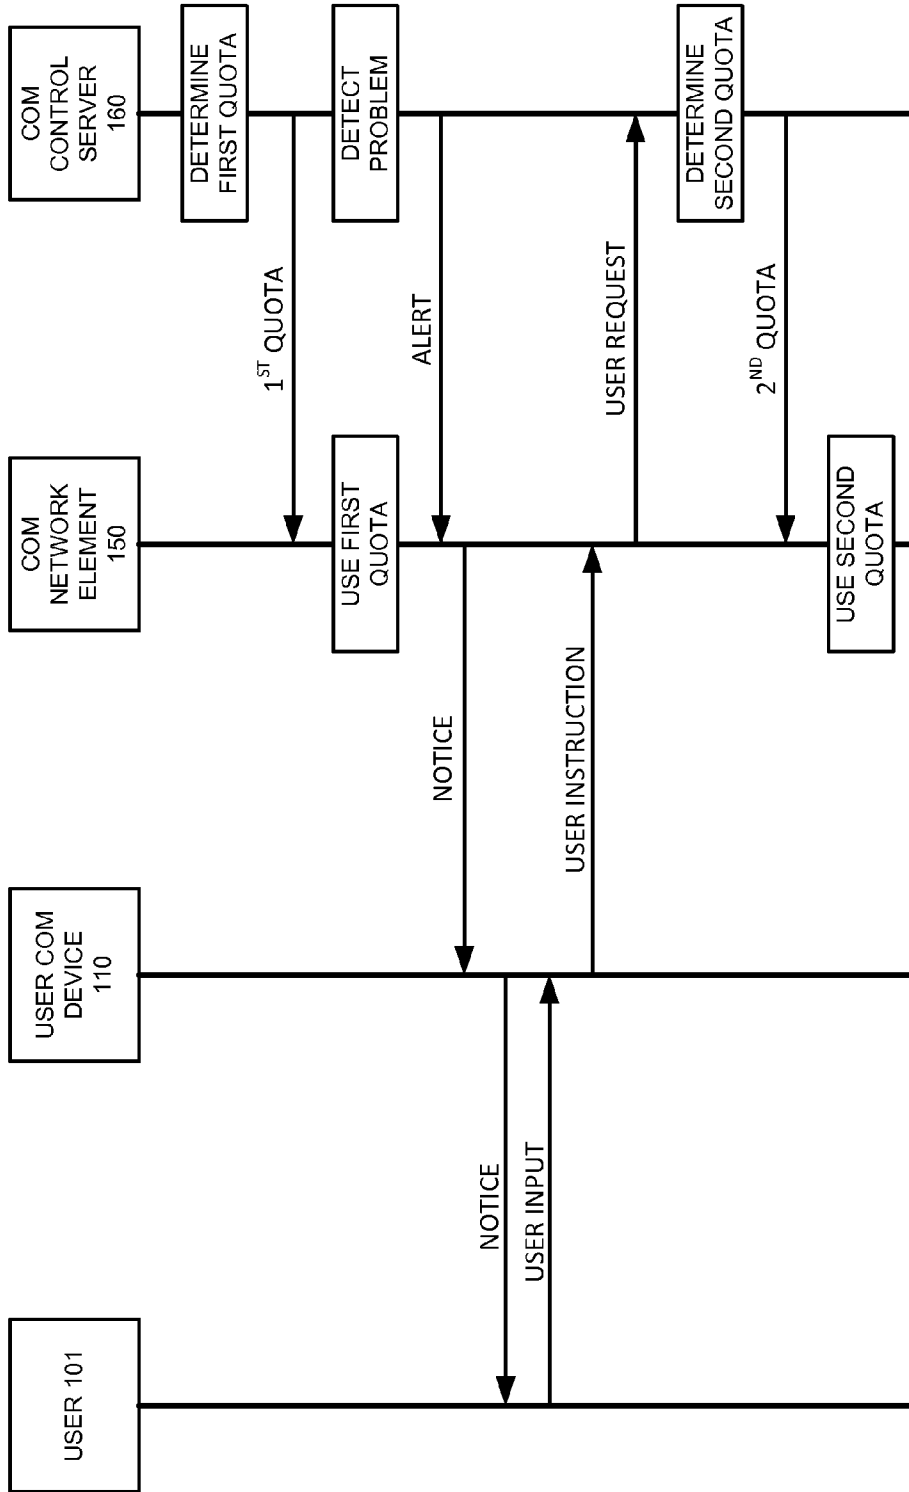 USER 101
USER COM
DEVICE
110
COM
NETWORK
ELEMENT
150
COM
CONTROL
SERVER
160
DETERMINE
FIRST QUOTA
1ST QUOTA
USE FIRST
QUOTA
DETECT
PROBLEM
ALERT
NOTICE
NOTICE
USER INPUT
USER INSTRUCTION
USER REQUEST
DETERMINE
SECOND QUOTA
2ND QUOTA
USE SECOND
QUOTA